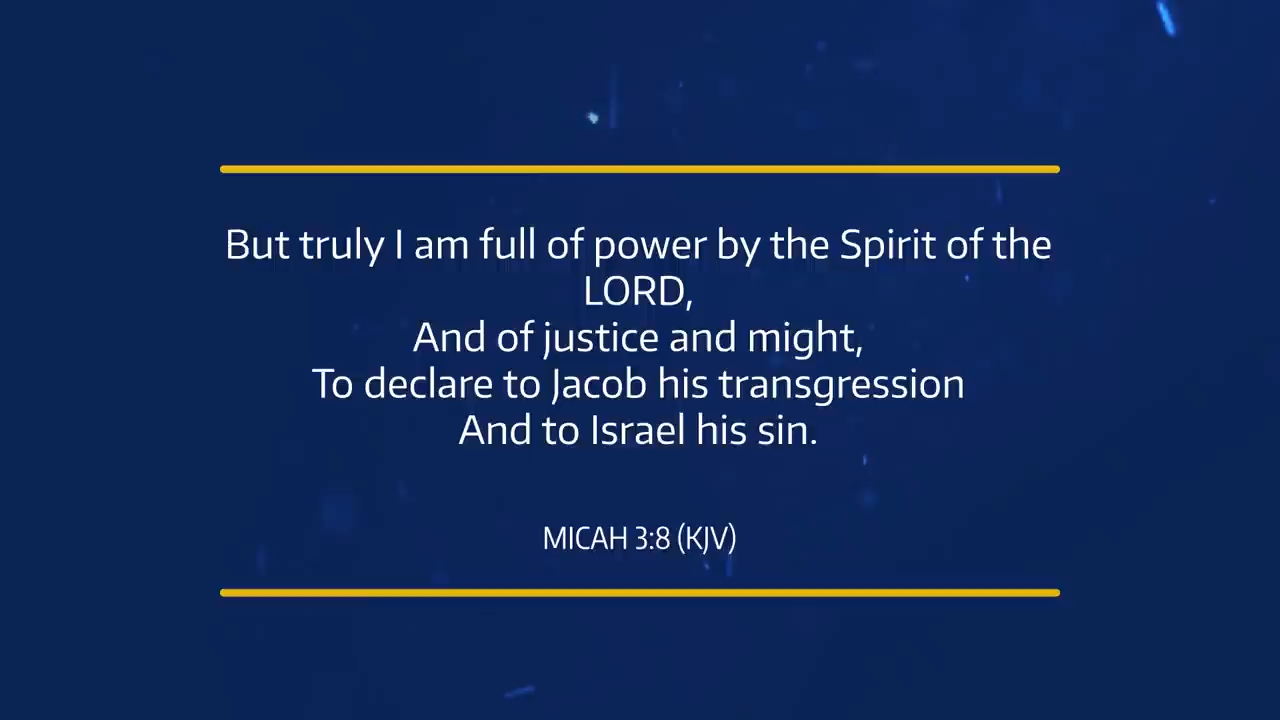 But truly I am full of power by the Spirit of the
LORD,
And of justice and might,
To declare to Jacob his transgression
And to Israel his sin.
MICAH 3:8 (KJV)